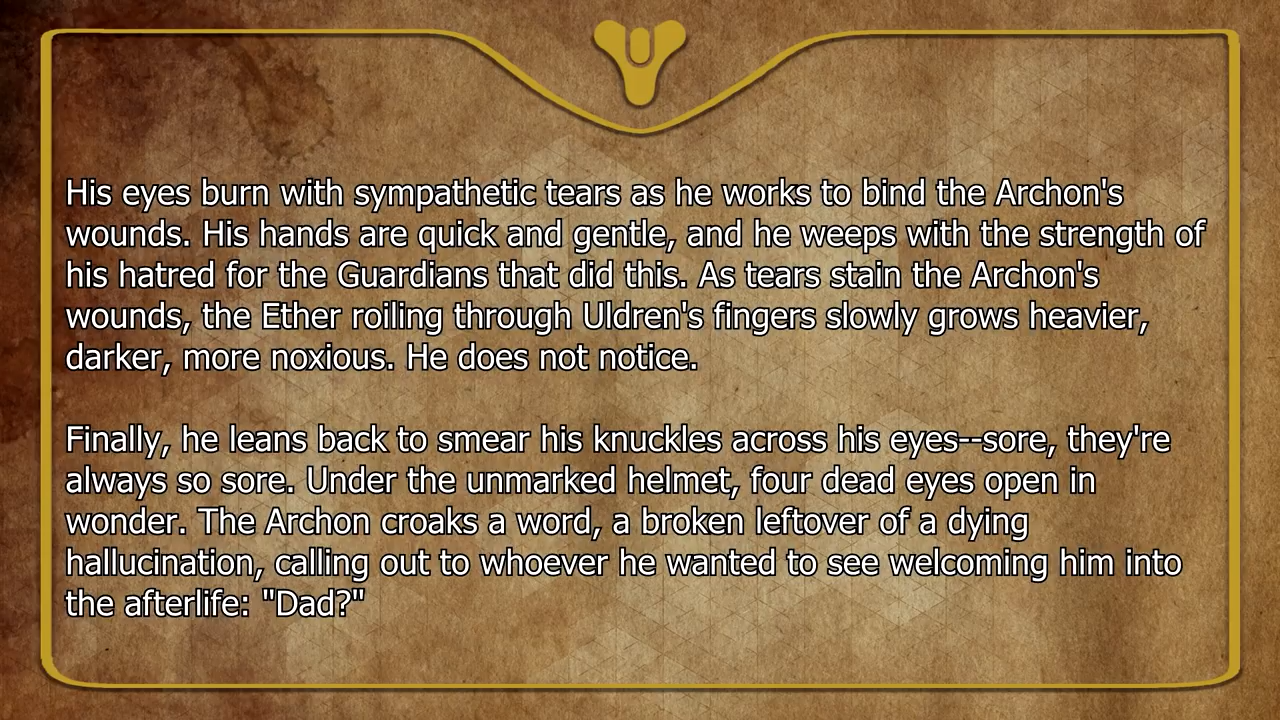 His eyes burn with sympathetic tears as he works to bind the Archon's
wounds. His hands are quick and gentle, and he weeps with the strength of
his hatred for the Guardians that did this. As tears stain the Archon's
wounds, the Ether roiling through Uldren's fingers slowly grows heavier,
darker, more noxious. He does not notice.
Finally, he leans back to smear his knuckles across his eyes--sore, they're
always so sore. Under the unmarked helmet, four dead eyes open in
wonder. The Archon croaks a word, a broken leftover of a dying
hallucination, calling out to whoever he wanted to see welcoming him into
the afterlife: "Dad?"